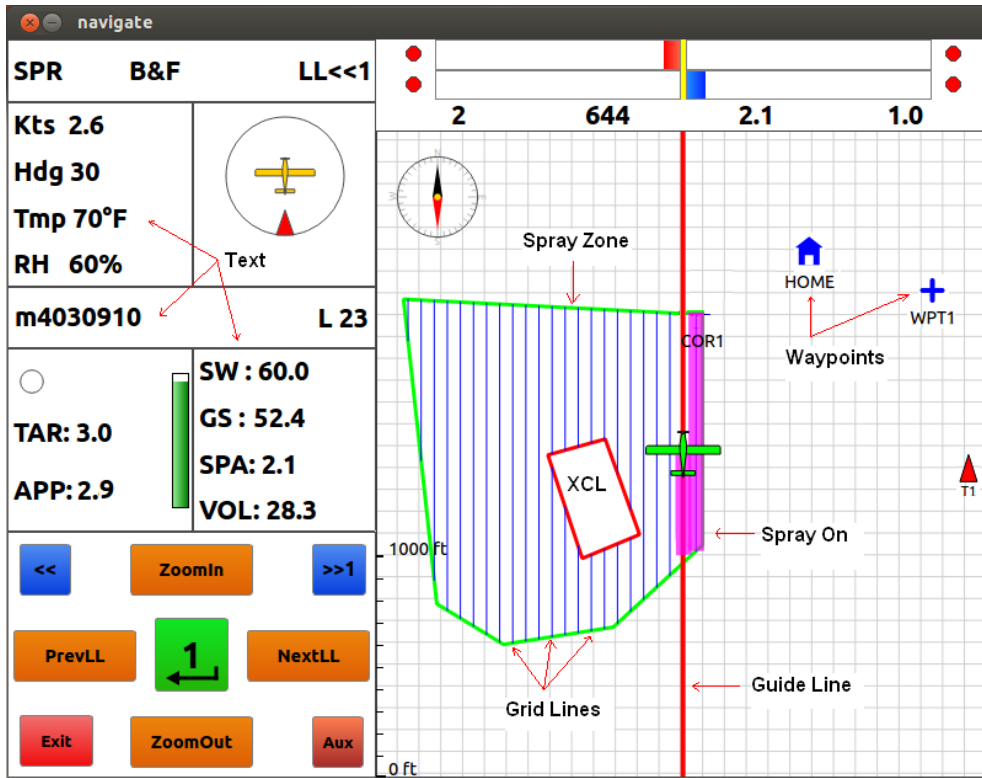 navigate
SPR B&F LL<<1
2 644 2.1 1.0
Kts 2.6
Hdg 30
Tmp 70°F
RH 60%
Text
m4030910 L 23
TAR: 3.0
APP: 2.9
SW : 60.0
GS : 52.4
SPA: 2.1
VOL: 28.3
<< ZoomIn >>1
PrevLL 1 NextLL
Exit ZoomOut Aux
N
W E
S
Spray Zone
HOME
WPT1
Waypoints
COR1
XCL
T1
Spray On
1000 ft
Guide Line
Grid Lines
0 ft